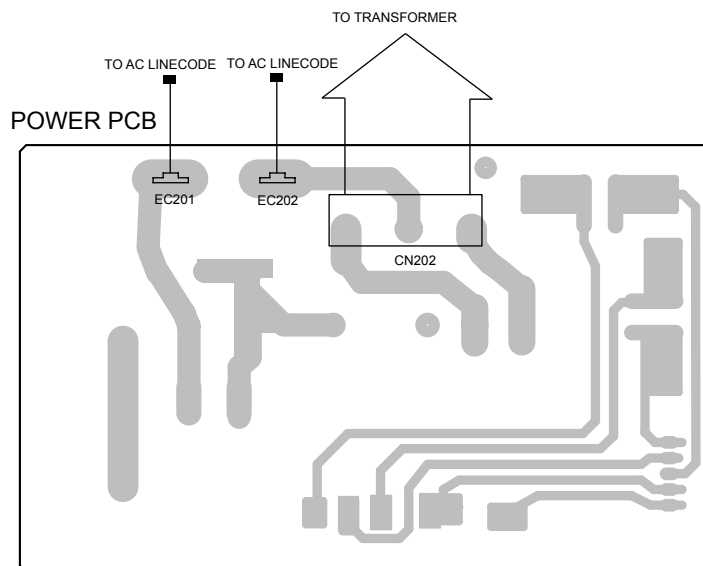 TO TRANSFORMER
TO AC LINECODE
TO AC LINECODE
POWER PCB
EC201
EC202
CN202